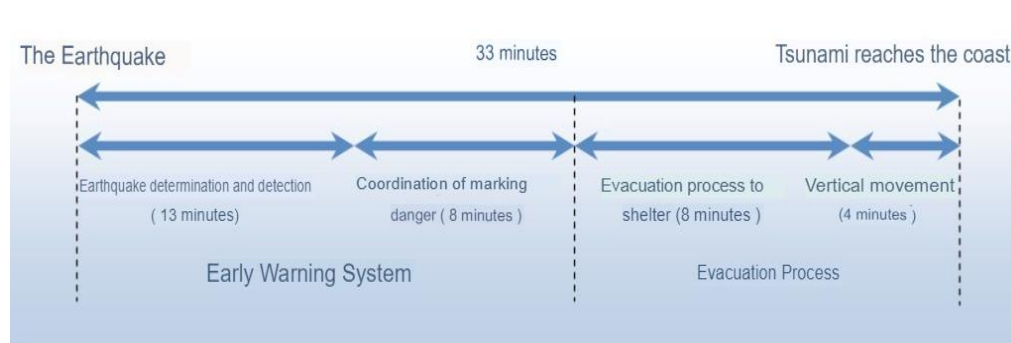 The Earthquake
33 minutes
Tsunami reaches the coast
Earthquake determination and detection
( 13 minutes)
Coordination of marking
danger ( 8 minutes )
Evacuation process to
shelter (8 minutes )
Vertical movement
(4 minutes )
Early Warning System
Evacuation Process